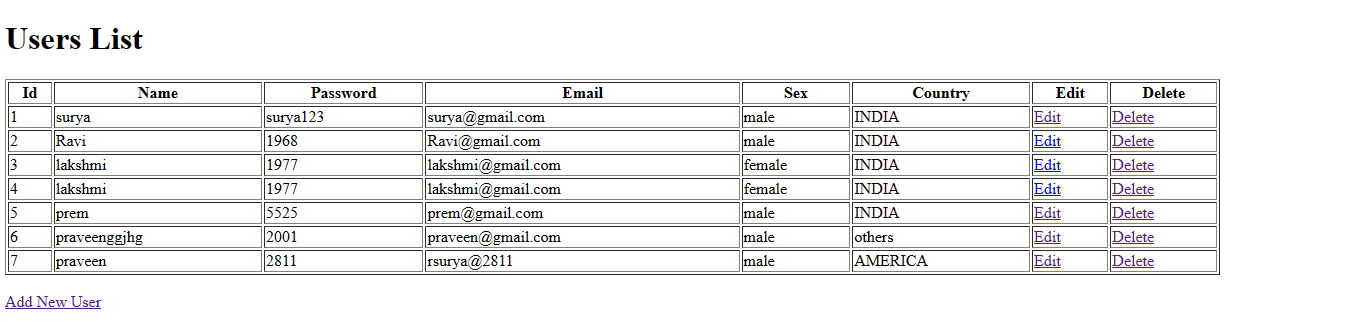 Users List
Id Name Password Email Sex Country Edit Delete
1 surya surya123 surya@gmail.com male INDIA Edit Delete
2 Ravi 1968 Ravi@gmail.com male INDIA Edit Delete
3 lakshmi 1977 lakshmi@gmail.com female INDIA Edit Delete
4 lakshmi 1977 lakshmi@gmail.com female INDIA Edit Delete
5 prem 5525 prem@gmail.com male INDIA Edit Delete
6 praveenggjhg 2001 praveen@gmail.com male others Edit Delete
7 praveen 2811 rsurya@2811 male AMERICA Edit Delete
Add New User